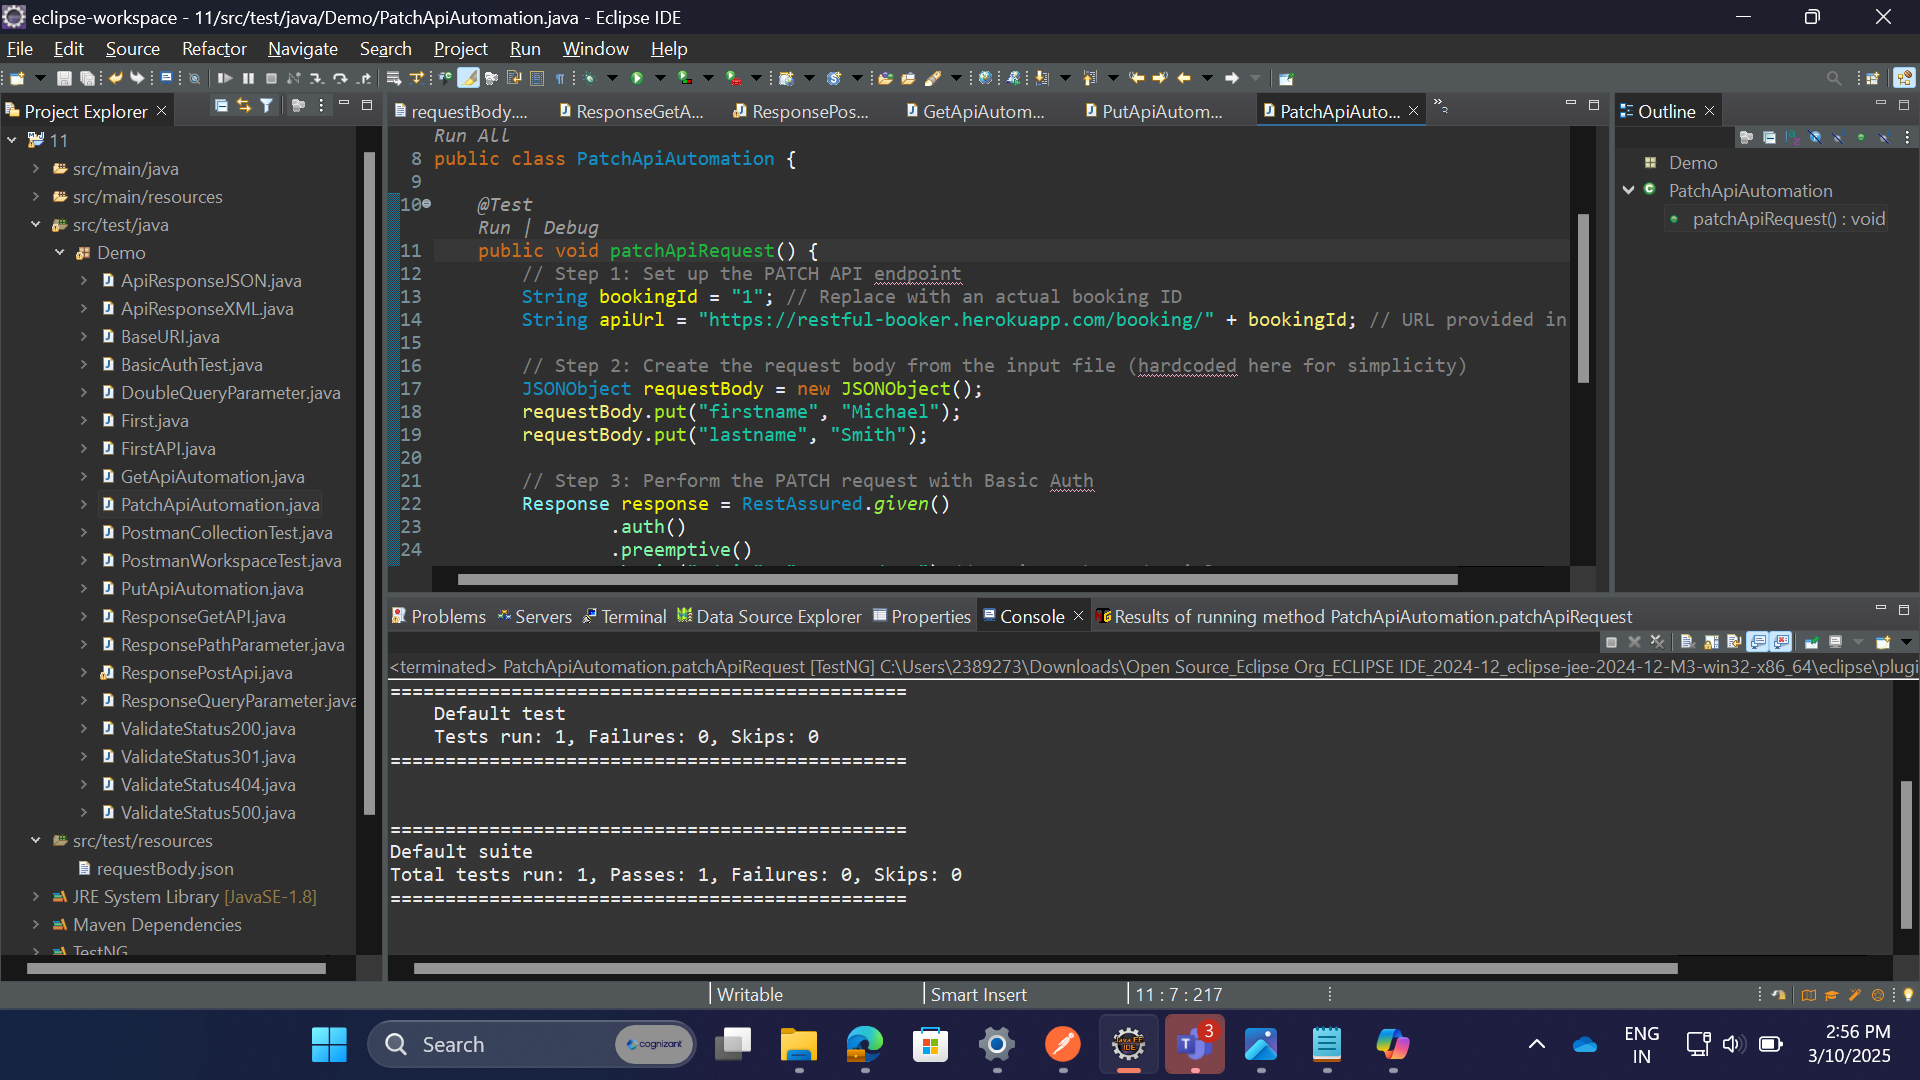 eclipse-workspace - 11/src/test/java/Demo/PatchApiAutomation.java - Eclipse IDE
File Edit Source Refactor Navigate Search Project Run Window Help
Project Explorer
11
src/main/java
src/main/resources
src/test/java
Demo
ApiResponseJSON.java
ApiResponseXML.java
BaseURI.java
BasicAuthTest.java
DoubleQueryParameter.java
First.java
FirstAPI.java
GetApiAutomation.java
PatchApiAutomation.java
PostmanCollectionTest.java
PostmanWorkspaceTest.java
PutApiAutomation.java
ResponseGetAPI.java
ResponsePathParameter.java
ResponsePostApi.java
ResponseQueryParameter.java
ValidateStatus200.java
ValidateStatus301.java
ValidateStatus404.java
ValidateStatus500.java
src/test/resources
requestBody.json
JRE System Library [JavaSE-1.8]
Maven Dependencies
TestNG
requestBody.... ResponseGetA... ResponsePos... GetApiAutom... PutApiAutom... PatchApiAuto...
Run All
8 public class PatchApiAutomation {
9
10 @Test
Run | Debug
11 public void patchApiRequest() {
12 // Step 1: Set up the PATCH API endpoint
13 String bookingId = "1"; // Replace with an actual booking ID
14 String apiUrl = "https://restful-booker.herokuapp.com/booking/" + bookingId; // URL provided in
15
16 // Step 2: Create the request body from the input file (hardcoded here for simplicity)
17 JSONObject requestBody = new JSONObject();
18 requestBody.put("firstname", "Michael");
19 requestBody.put("lastname", "Smith");
20
21 // Step 3: Perform the PATCH request with Basic Auth
22 Response response = RestAssured.given()
23 .auth()
24 .preemptive()
Outline
Demo
PatchApiAutomation
patchApiRequest() : void
Problems Servers Terminal Data Source Explorer Properties Console Results of running method PatchApiAutomation.patchApiRequest
<terminated> PatchApiAutomation.patchApiRequest [TestNG] C:\Users\2389273\Downloads\Open Source_Eclipse Org_ECLIPSE IDE_2024-12_eclipse-jee-2024-12-M3-win32-x86_64\eclipse\plugi
===============================================
Default test
Tests run: 1, Failures: 0, Skips: 0
===============================================
===============================================
Default suite
Total tests run: 1, Passes: 1, Failures: 0, Skips: 0
===============================================
Writable Smart Insert 11 : 7 : 217
Search cognizant
3
ENG
IN
2:56 PM
3/10/2025